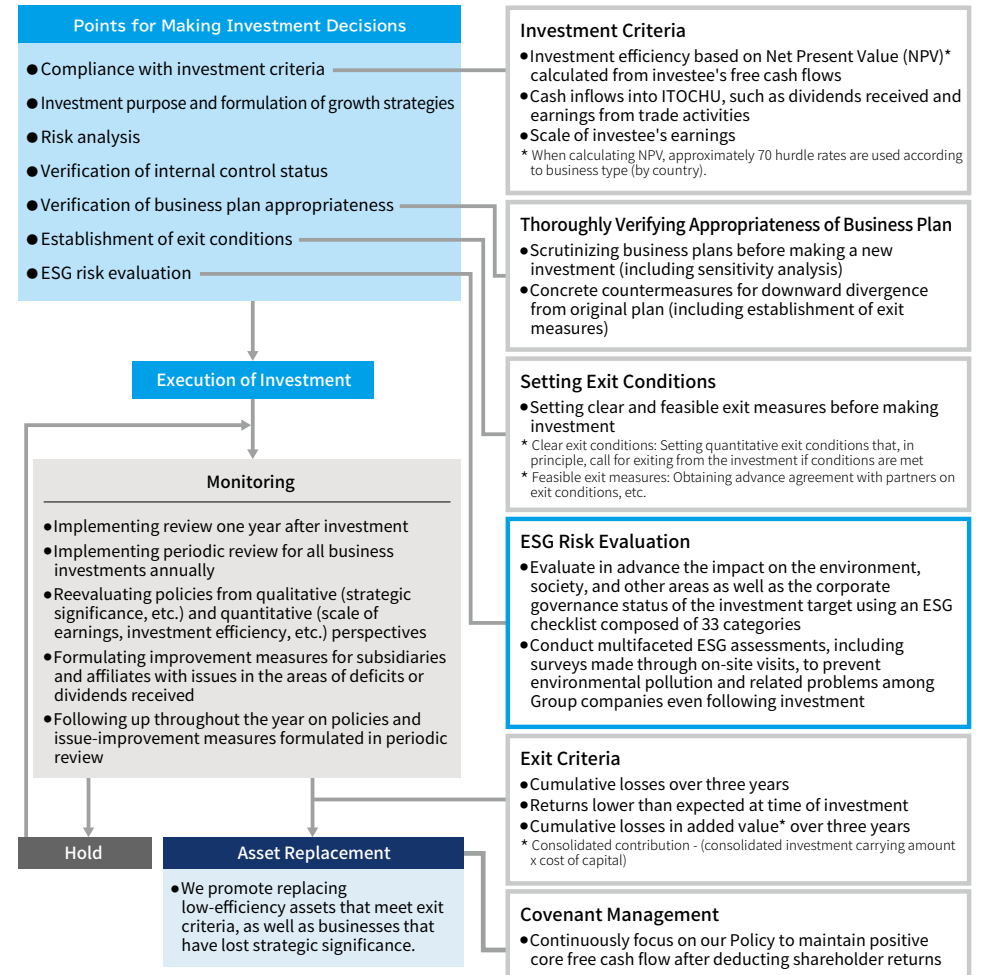 Points for Making Investment Decisions
●Compliance with investment criteria
●Investment purpose and formulation of growth strategies
●Risk analysis
●Verification of internal control status
●Verification of business plan appropriateness
●Establishment of exit conditions
●ESG risk evaluation
Execution of Investment
Monitoring
●Implementing review one year after investment
●Implementing periodic review for all business
investments annually
●Reevaluating policies from qualitative (strategic
significance, etc.) and quantitative (scale of
earnings, investment efficiency, etc.) perspectives
●Formulating improvement measures for subsidiaries
and affiliates with issues in the areas of deficits or
dividends received
●Following up throughout the year on policies and
issue-improvement measures formulated in periodic
review
Hold
Asset Replacement
●We promote replacing
low-efficiency assets that meet exit
criteria, as well as businesses that
have lost strategic significance.
Investment Criteria
●Investment efficiency based on Net Present Value (NPV)*
calculated from investee's free cash flows
●Cash inflows into ITOCHU, such as dividends received and
earnings from trade activities
●Scale of investee's earnings
* When calculating NPV, approximately 70 hurdle rates are used according
to business type (by country).
Thoroughly Verifying Appropriateness of Business Plan
●Scrutinizing business plans before making a new
investment (including sensitivity analysis)
●Concrete countermeasures for downward divergence
from original plan (including establishment of exit
measures)
Setting Exit Conditions
●Setting clear and feasible exit measures before making
investment
* Clear exit conditions: Setting quantitative exit conditions that, in
principle, call for exiting from the investment if conditions are met
* Feasible exit measures: Obtaining advance agreement with partners on
exit conditions, etc.
ESG Risk Evaluation
●Evaluate in advance the impact on the environment,
society, and other areas as well as the corporate
governance status of the investment target using an ESG
checklist composed of 33 categories
●Conduct multifaceted ESG assessments, including
surveys made through on-site visits, to prevent
environmental pollution and related problems among
Group companies even following investment
Exit Criteria
●Cumulative losses over three years
●Returns lower than expected at time of investment
●Cumulative losses in added value* over three years
* Consolidated contribution - (consolidated investment carrying amount
x cost of capital)
Covenant Management
●Continuously focus on our Policy to maintain positive
core free cash flow after deducting shareholder returns